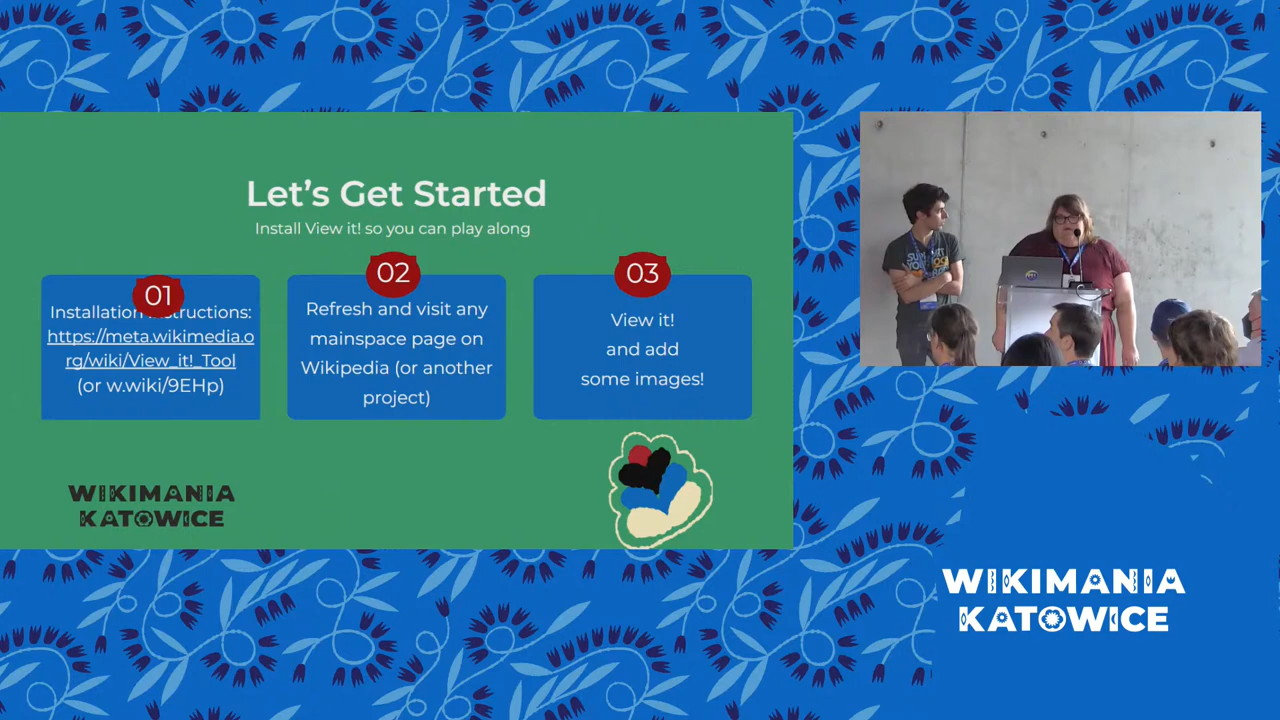 Let's Get Started
Install View it! so you can play along
01
Installation
https://meta.wikimedia.o
rg/wiki/View_it!_Tool
(or w.wiki/9EHp)
02
Refresh and visit any
mainspace page on
Wikipedia (or another
project)
03
View it!
and add
some images!
WIKIMANIA
KATOWICE
WIKIMANIA
KATOWICE